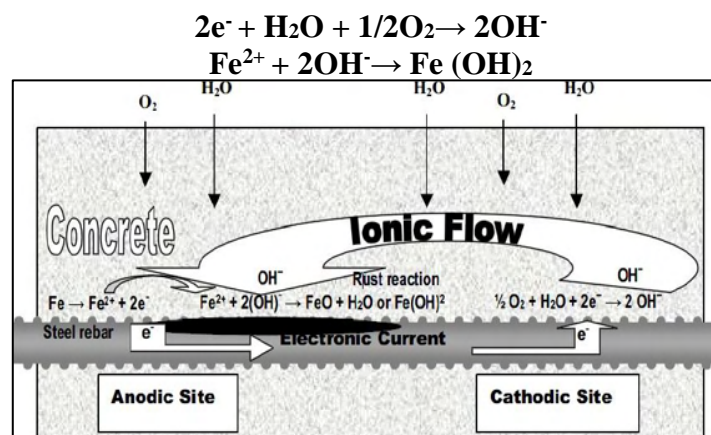 2e⁻ + H₂O + 1/2O₂→ 2OH⁻
Fe²⁺ + 2OH⁻→ Fe (OH)₂
O₂ H₂O H₂O O₂ H₂O
Concrete
Ionic Flow
OH⁻ Rust reaction OH⁻
Fe → Fe²⁺ + 2e⁻ Fe²⁺ + 2(OH)⁻ → FeO + H₂O or Fe(OH)² ½ O₂ + H₂O + 2e⁻ → 2 OH⁻
Steel rebar e⁻ Electronic Current e⁻
Anodic Site Cathodic Site